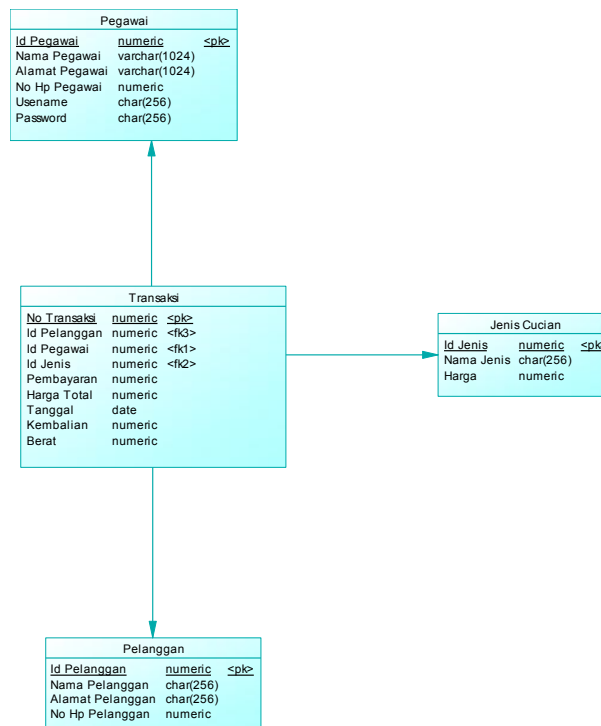 Pegawai
Id Pegawai numeric <pk>
Nama Pegawai varchar(1024)
Alamat Pegawai varchar(1024)
No Hp Pegawai numeric
Usename char(256)
Password char(256)
Transaksi
No Transaksi numeric <pk>
Id Pelanggan numeric <fk3>
Id Pegawai numeric <fk1>
Id Jenis numeric <fk2>
Pembayaran numeric
Harga Total numeric
Tanggal date
Kembalian numeric
Berat numeric
Jenis Cucian
Id Jenis numeric <pk
Nama Jenis char(256)
Harga numeric
Pelanggan
Id Pelanggan numeric <pk>
Nama Pelanggan char(256)
Alamat Pelanggan char(256)
No Hp Pelanggan numeric